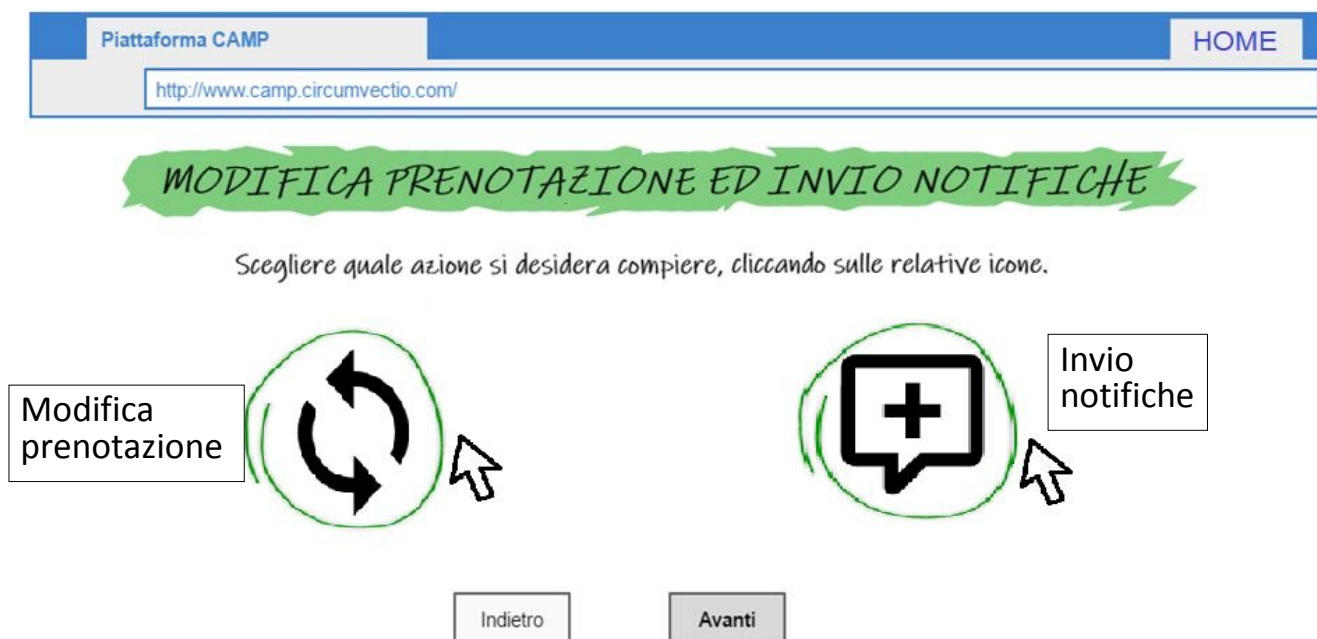 Piattaforma CAMP
HOME
http://www.camp.circumvectio.com/
MODIFICA PRENOTAZIONE ED INVIO NOTIFICHE
Scegliere quale azione si desidera compiere, cliccando sulle relative icone.
Modifica
prenotazione
Invio
notifiche
Indietro
Avanti